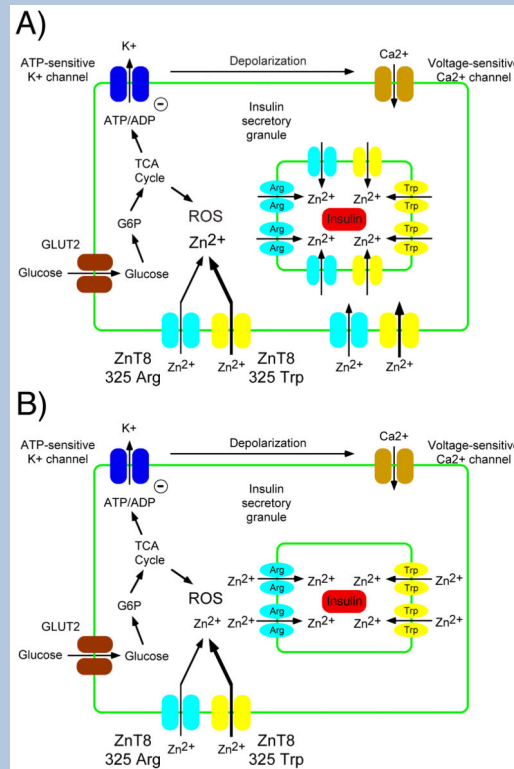 A)
K+
Ca2+
ATP-sensitive
K+ channel
Depolarization
Voltage-sensitive
Ca2+ channel
−
ATP/ADP
Insulin
secretory
granule
TCA
Cycle
ROS
Zn2+
G6P
GLUT2
Glucose
Glucose
Arg
Arg
Arg
Arg
Zn2+
Zn2+
Insulin
Zn2+
Zn2+
Trp
Trp
Trp
Trp
ZnT8
325 Arg
Zn2+
Zn2+
ZnT8
325 Trp
Zn2+
Zn2+
B)
K+
Ca2+
ATP-sensitive
K+ channel
Depolarization
Voltage-sensitive
Ca2+ channel
−
ATP/ADP
Insulin
secretory
granule
TCA
Cycle
ROS
Zn2+
G6P
GLUT2
Glucose
Glucose
Zn2+
Zn2+
Arg
Arg
Arg
Arg
Zn2+
Zn2+
Insulin
Zn2+
Zn2+
Trp
Trp
Trp
Trp
Zn2+
Zn2+
ZnT8
325 Arg
Zn2+
Zn2+
ZnT8
325 Trp